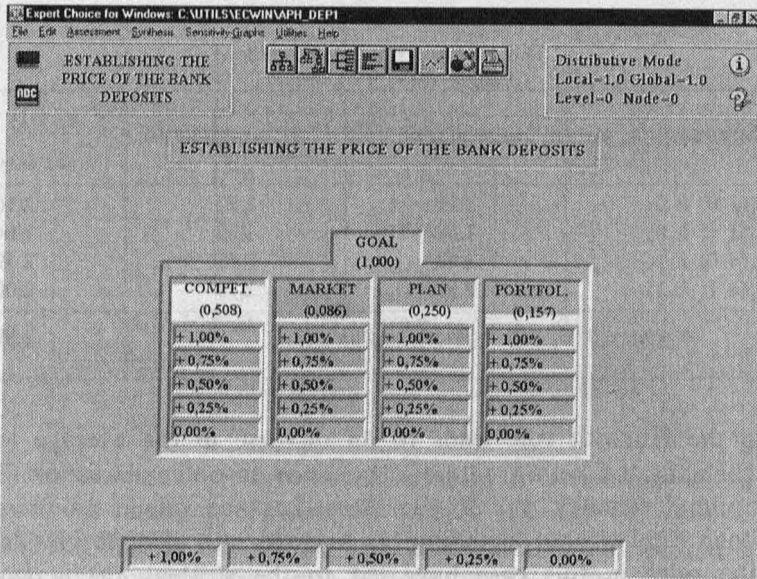 Expert Choice for Windows: C:\UTILS\ECWIN\APH_DEP1
File Edit Assessment Synthesis Sensitivity-Graphs Utilities Help
ESTABLISHING THE
PRICE OF THE BANK
DEPOSITS
ABC
Distributive Mode
Local=1,0 Global=1,0
Level=0 Node=0
ESTABLISHING THE PRICE OF THE BANK DEPOSITS
GOAL
(1,000)
COMPET. MARKET PLAN PORTFOL.
(0,508) (0,086) (0,250) (0,157)
+ 1,00% + 1,00% + 1,00% + 1,00%
+ 0,75% + 0,75% + 0,75% + 0,75%
+ 0,50% + 0,50% + 0,50% + 0,50%
+ 0,25% + 0,25% + 0,25% + 0,25%
0,00% 0,00% 0,00% 0,00%
+ 1,00% + 0,75% + 0,50% + 0,25% 0,00%